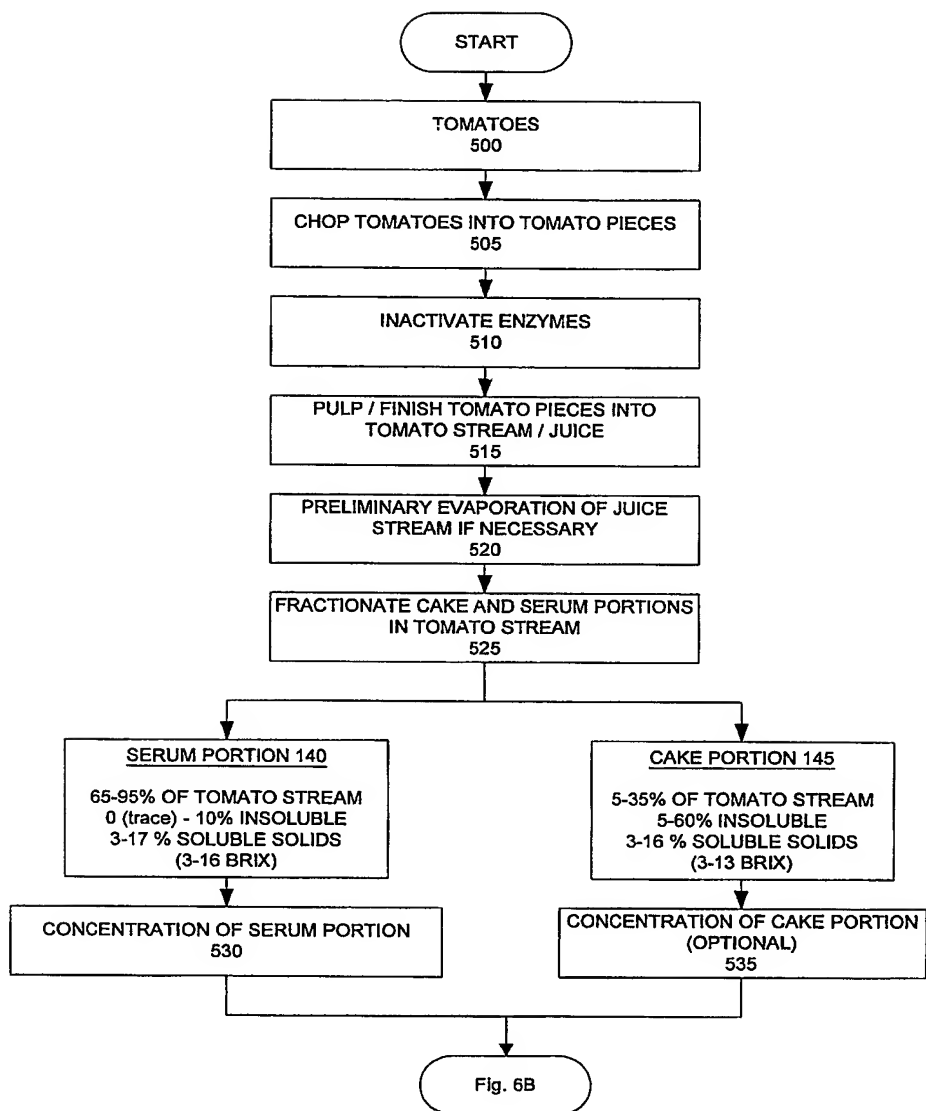 START
TOMATOES
500
CHOP TOMATOES INTO TOMATO PIECES
505
INACTIVATE ENZYMES
510
PULP / FINISH TOMATO PIECES INTO
TOMATO STREAM / JUICE
515
PRELIMINARY EVAPORATION OF JUICE
STREAM IF NECESSARY
520
FRACTIONATE CAKE AND SERUM PORTIONS
IN TOMATO STREAM
525
SERUM PORTION 140
65-95% OF TOMATO STREAM
0 (trace) - 10% INSOLUBLE
3-17 % SOLUBLE SOLIDS
(3-16 BRIX)
CAKE PORTION 145
5-35% OF TOMATO STREAM
5-60% INSOLUBLE
3-16 % SOLUBLE SOLIDS
(3-13 BRIX)
CONCENTRATION OF SERUM PORTION
530
CONCENTRATION OF CAKE PORTION
(OPTIONAL)
535
Fig. 6B